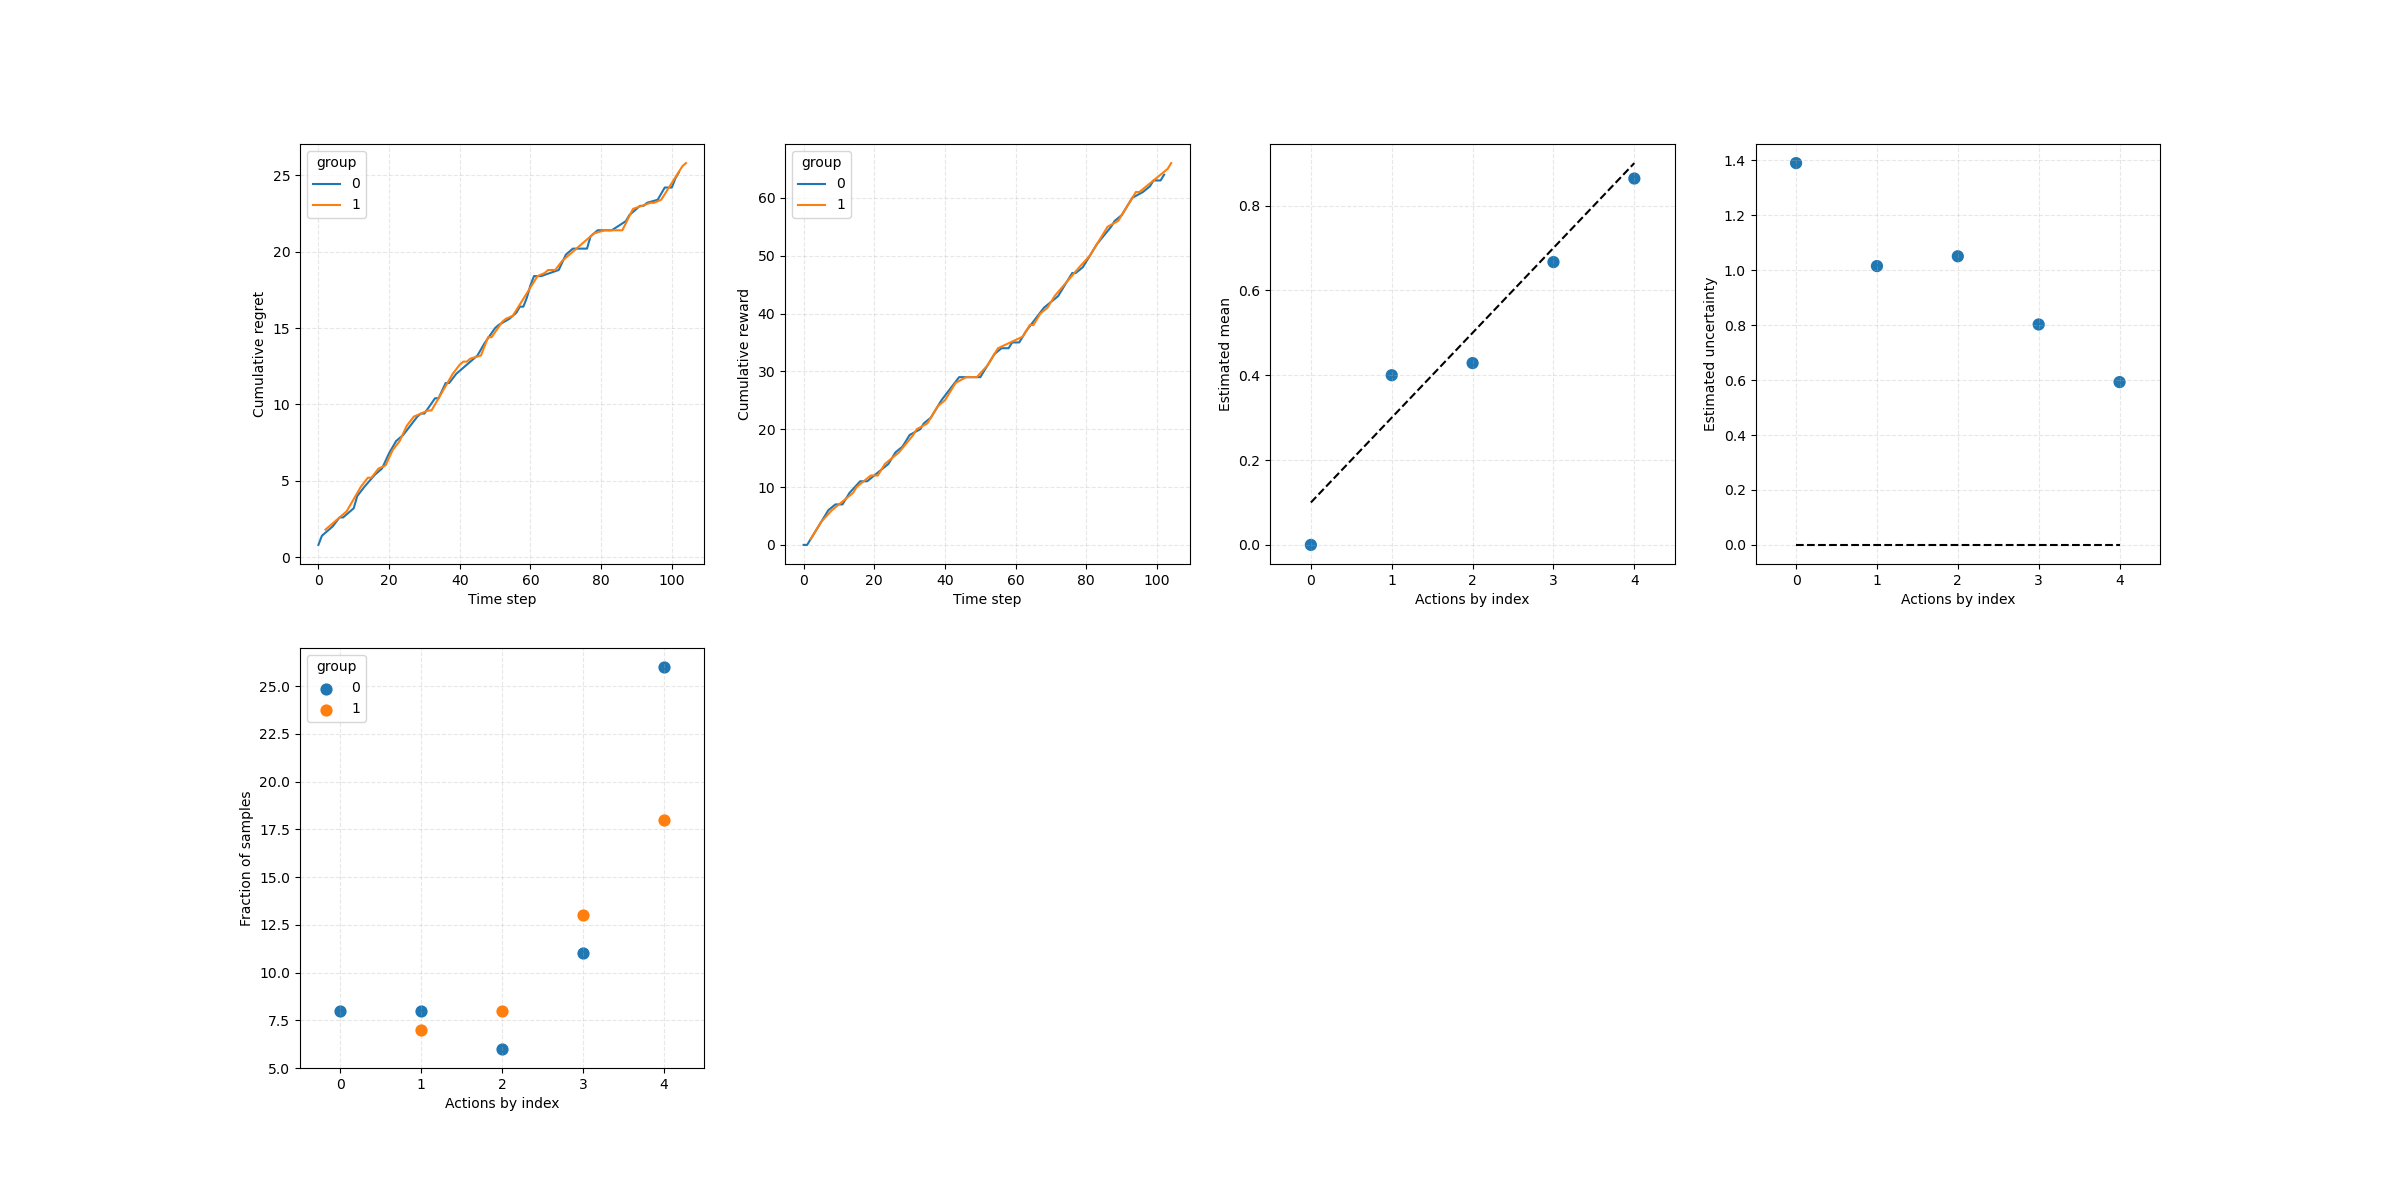 group
0
1
25
20
15
10
5
0
Cumulative regret
0 20 40 60 80 100
Time step
group
0
1
60
50
40
30
20
10
0
Cumulative reward
0 20 40 60 80 100
Time step
0.8
0.6
0.4
0.2
0.0
Estimated mean
0 1 2 3 4
Actions by index
1.4
1.2
1.0
0.8
0.6
0.4
0.2
0.0
Estimated uncertainty
0 1 2 3 4
Actions by index
group
0
1
25.0
22.5
20.0
17.5
15.0
12.5
10.0
7.5
5.0
Fraction of samples
0 1 2 3 4
Actions by index